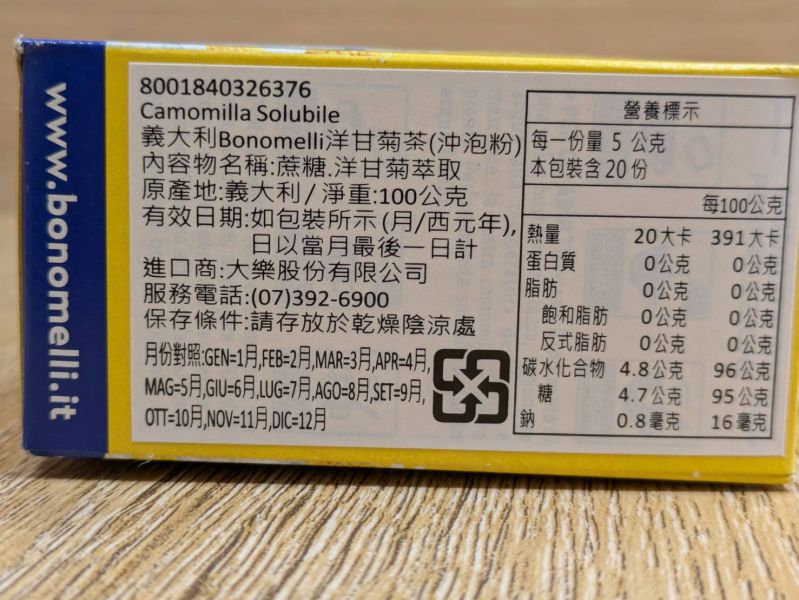 www.bonomelli.it
8001840326376
Camomilla Solubile
義大利Bonomelli洋甘菊茶(沖泡粉)
內容物名稱:蔗糖.洋甘菊萃取
原產地:義大利/淨重:100公克
有效日期:如包裝所示(月/西元年),
日以當月最後一日計
進口商:大樂股份有限公司
服務電話:(07)392-6900
保存條件:請存放於乾燥陰涼處
月份對照:GEN=1月,FEB=2月,MAR=3月,APR=4月,
MAG=5月,GIU=6月,LUG=7月,AGO=8月,SET=9月,
OTT=10月,NOV=11月,DIC=12月
營養標示
每一份量 5 公克
本包裝含20份
每100公克
熱量 20大卡 391大卡
蛋白質 0公克 0公克
脂肪 0公克 0公克
飽和脂肪 0公克 0公克
反式脂肪 0公克 0公克
碳水化合物 4.8公克 96公克
糖 4.7公克 95公克
鈉 0.8毫克 16毫克